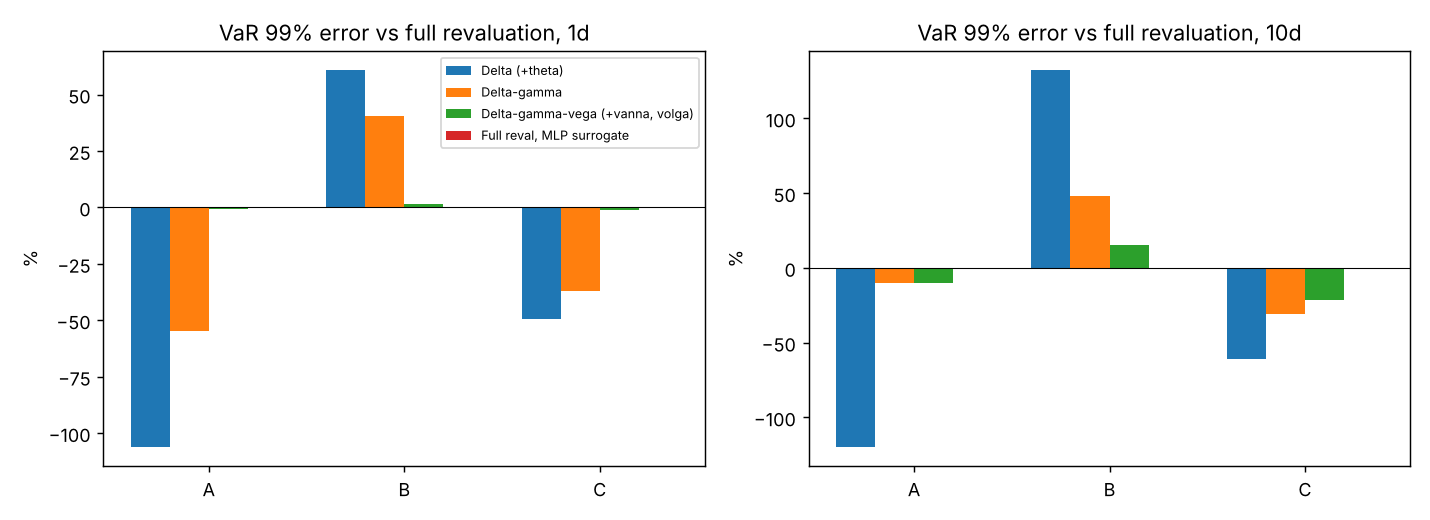 VaR 99% error vs full revaluation, 1d
%
50
25
0
−25
−50
−75
−100
A
B
C
Delta (+theta)
Delta-gamma
Delta-gamma-vega (+vanna, volga)
Full reval, MLP surrogate
VaR 99% error vs full revaluation, 10d
%
100
50
0
−50
−100
A
B
C